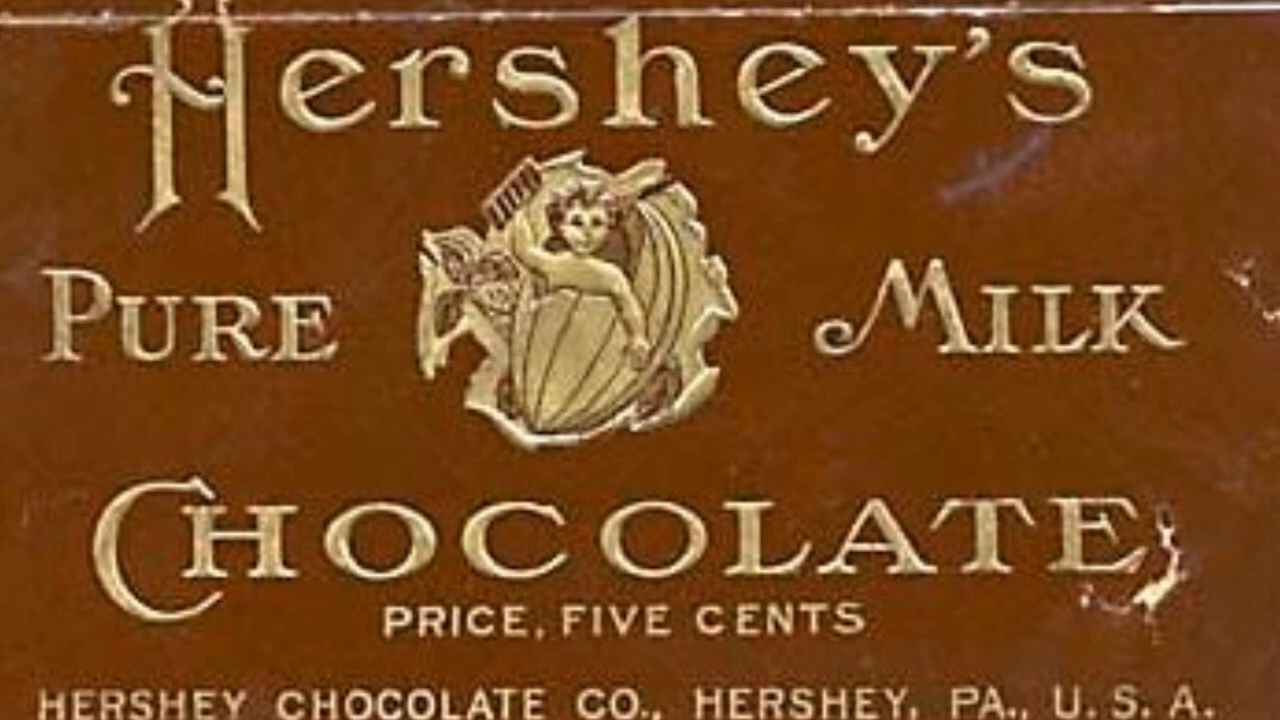 Hershey's
PURE MILK
CHOCOLATE
PRICE, FIVE CENTS
HERSHEY CHOCOLATE CO., HERSHEY, PA., U. S. A.